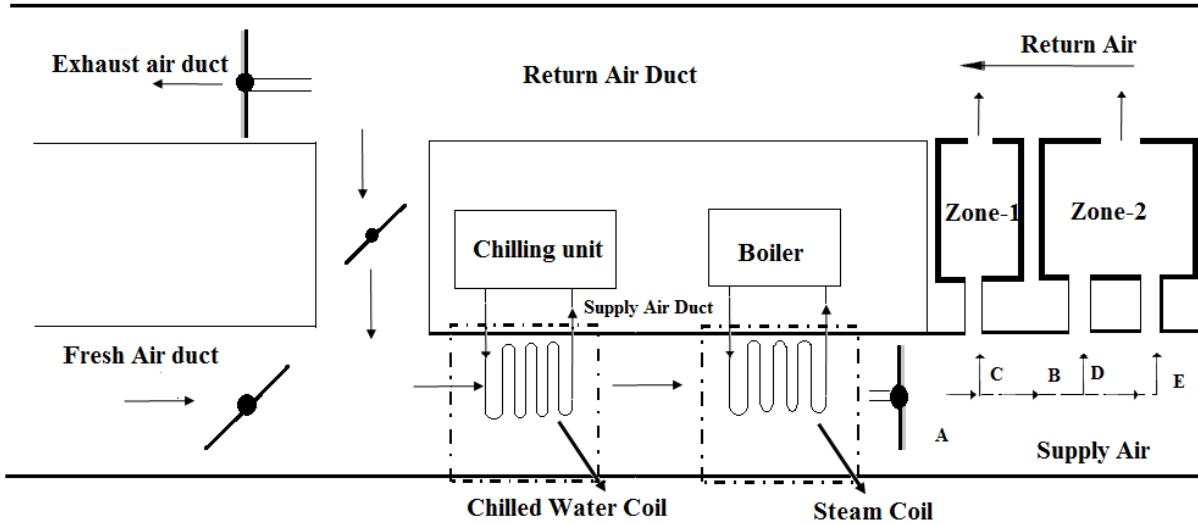 Return Air
Exhaust air duct
Return Air Duct
Zone-1
Zone-2
Chilling unit
Boiler
Supply Air Duct
Fresh Air duct
C
B
D
E
A
Supply Air
Chilled Water Coil
Steam Coil